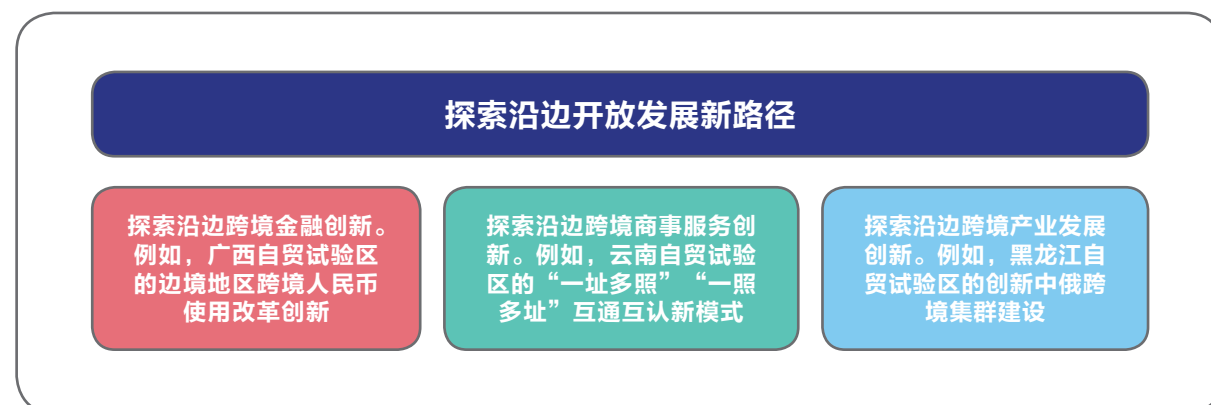 探索沿边开放发展新路径
探索沿边跨境金融创新。
例如，广西自贸试验区
的边境地区跨境人民币
使用改革创新
探索沿边跨境商事服务创
新。例如，云南自贸试验
区的“一址多照”“一照
多址”互通互认新模式
探索沿边跨境产业发展
创新。例如，黑龙江自
贸试验区的创新中俄跨
境集群建设